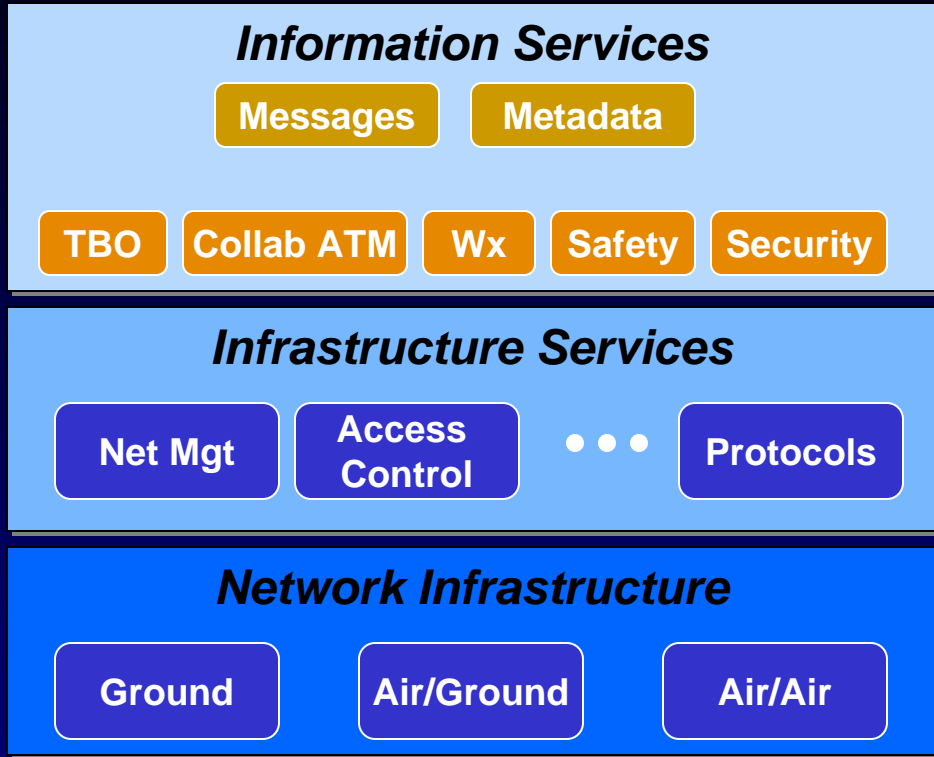 Information Services
Messages Metadata
TBO Collab ATM Wx Safety Security
Infrastructure Services
Net Mgt Access Control ••• Protocols
Network Infrastructure
Ground Air/Ground Air/Air